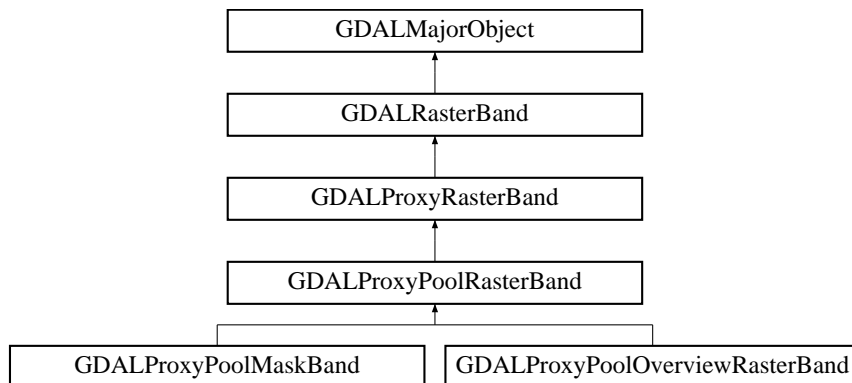 GDALMajorObject
GDALRasterBand
GDALProxyRasterBand
GDALProxyPoolRasterBand
GDALProxyPoolMaskBand
GDALProxyPoolOverviewRasterBand